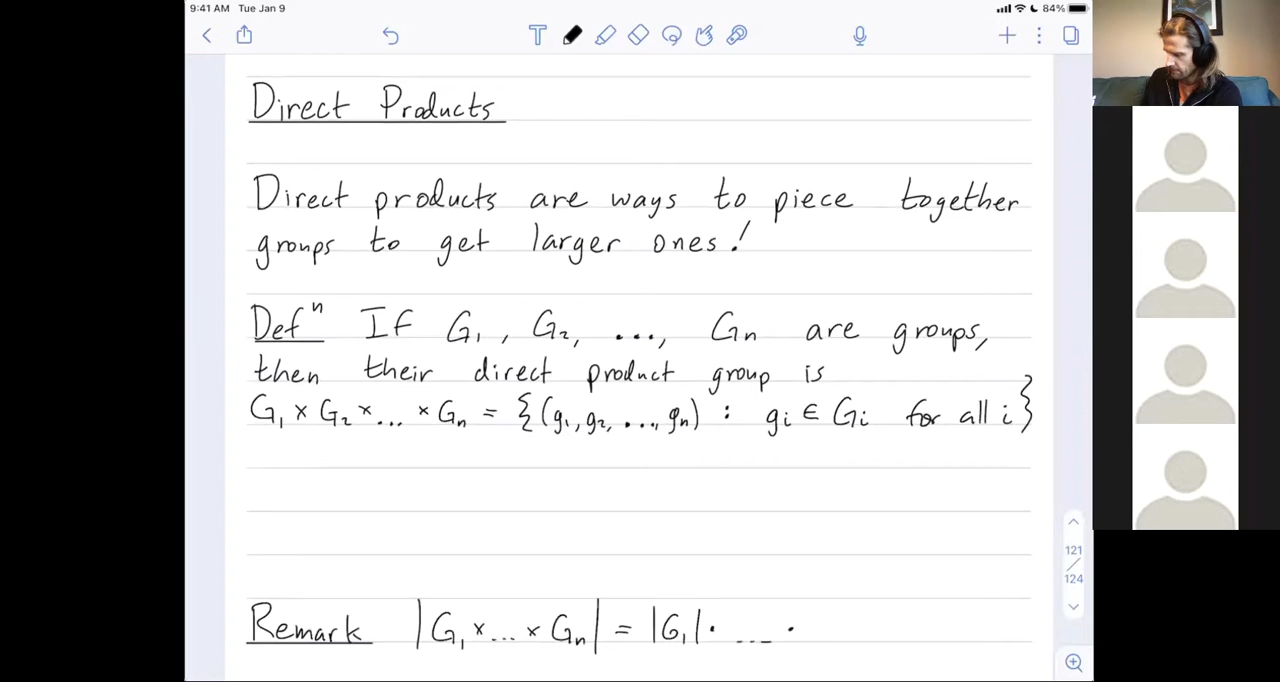 9:41 AM Tue Jan 9
84%
Direct Products
Direct products are ways to piece together
groups to get larger ones!
Defⁿ If G₁, G₂, ..., Gₙ are groups,
then their direct product group is
G₁ × G₂ × ... × Gₙ = {(g₁, g₂, ..., gₙ) : gᵢ ∈ Gᵢ for all i}
121
/
124
Remark |G₁ × ... × Gₙ| = |G₁| · ... ·